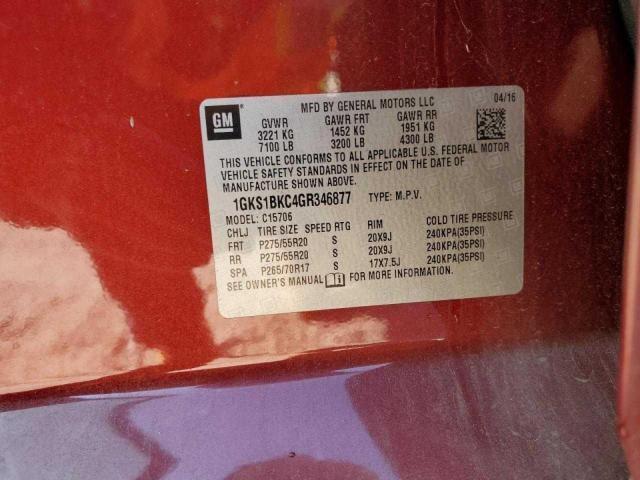 GM
MFD BY GENERAL MOTORS LLC 04/16
GVWR GAWR FRT GAWR RR
3221 KG 1452 KG 1951 KG
7100 LB 3200 LB 4300 LB
THIS VEHICLE CONFORMS TO ALL APPLICABLE U.S. FEDERAL MOTOR
VEHICLE SAFETY STANDARDS IN EFFECT ON THE DATE OF
MANUFACTURE SHOWN ABOVE.
1GKS1BKC4GR346877 TYPE: M.P.V.
MODEL: C15706
CHLJ TIRE SIZE SPEED RTG RIM COLD TIRE PRESSURE
FRT P275/55R20 S 20X9J 240KPA(35PSI)
RR P275/55R20 S 20X9J 240KPA(35PSI)
SPA P265/70R17 S 17X7.5J 240KPA(35PSI)
SEE OWNER'S MANUAL FOR MORE INFORMATION.